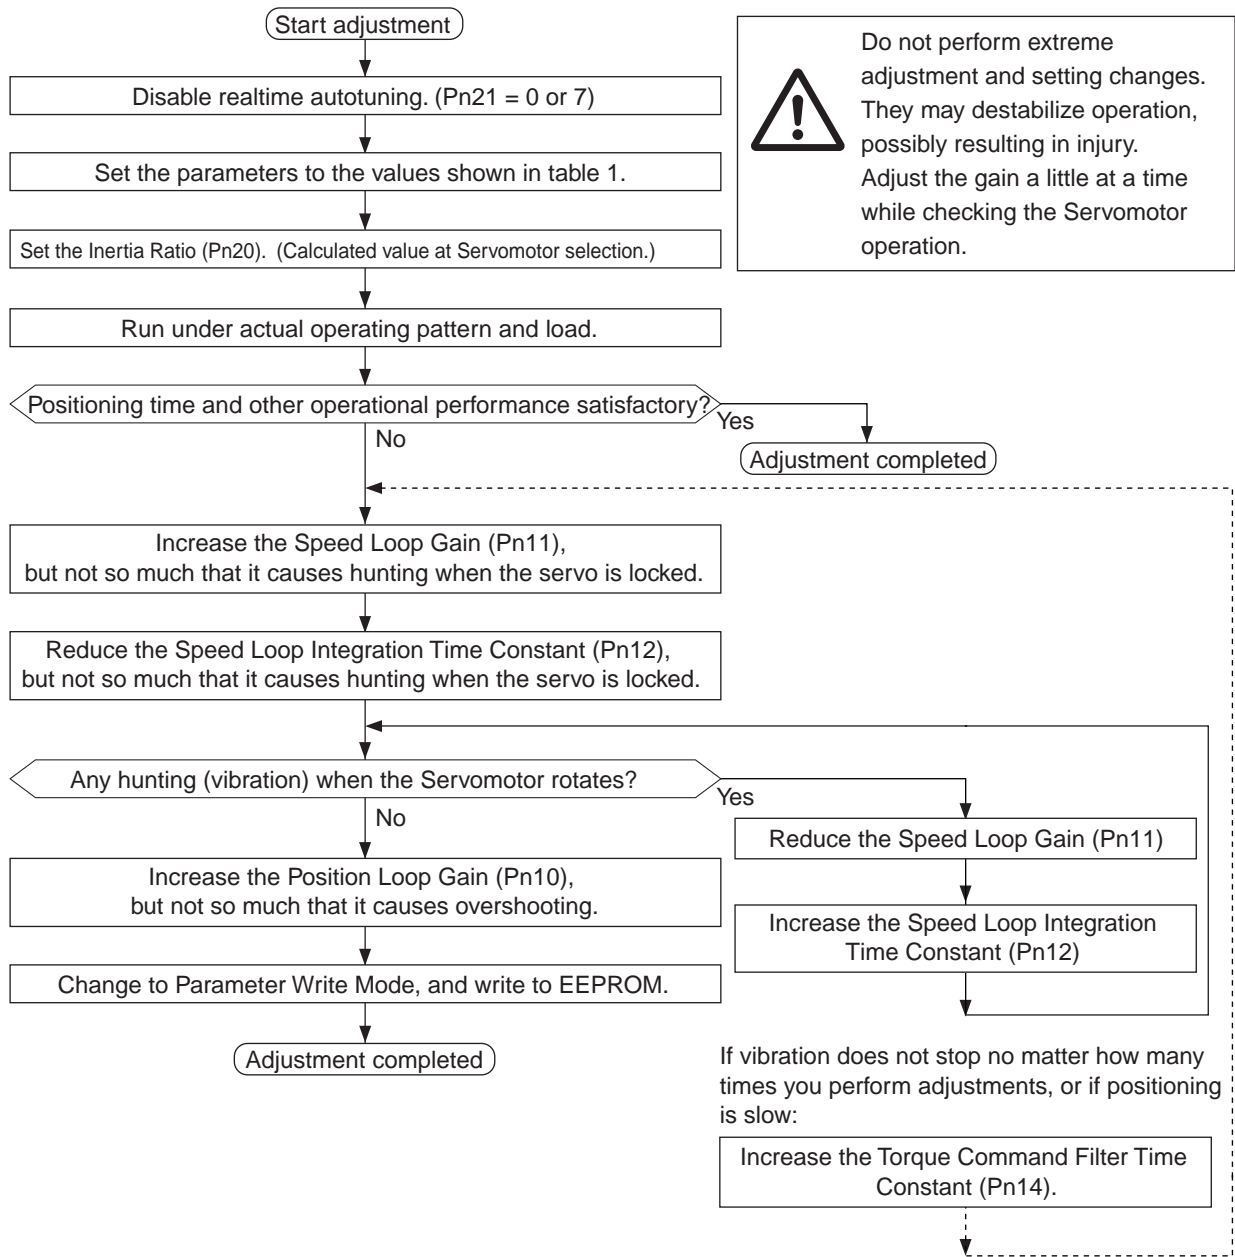 Start adjustment
Disable realtime autotuning. (Pn21 = 0 or 7)
Set the parameters to the values shown in table 1.
Set the Inertia Ratio (Pn20). (Calculated value at Servomotor selection.)
Run under actual operating pattern and load.
Positioning time and other operational performance satisfactory?
Yes
No
Adjustment completed
Increase the Speed Loop Gain (Pn11),
but not so much that it causes hunting when the servo is locked.
Reduce the Speed Loop Integration Time Constant (Pn12),
but not so much that it causes hunting when the servo is locked.
Any hunting (vibration) when the Servomotor rotates?
Yes
No
Reduce the Speed Loop Gain (Pn11)
Increase the Speed Loop Integration
Time Constant (Pn12)
Increase the Position Loop Gain (Pn10),
but not so much that it causes overshooting.
Change to Parameter Write Mode, and write to EEPROM.
Adjustment completed
If vibration does not stop no matter how many
times you perform adjustments, or if positioning
is slow:
Increase the Torque Command Filter Time
Constant (Pn14).
Do not perform extreme
adjustment and setting changes.
They may destabilize operation,
possibly resulting in injury.
Adjust the gain a little at a time
while checking the Servomotor
operation.